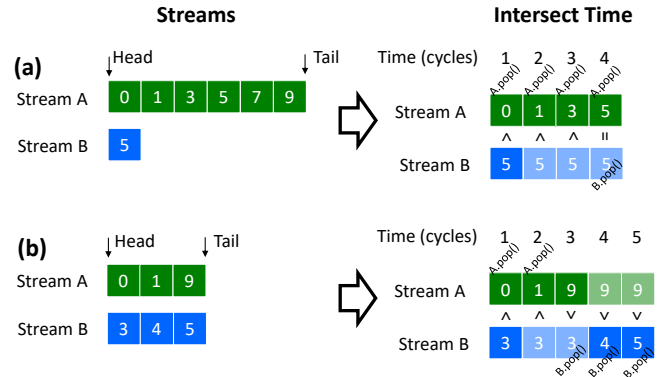 Streams
Intersect Time
(a)
Head
Tail
Stream A
0 1 3 5 7 9
Stream B
5
Time (cycles) 1 2 3 4
A.pop() A.pop() A.pop() A.pop()
Stream A 0 1 3 5
< < < =
Stream B 5 5 5 5
B.pop()
(b)
Head
Tail
Stream A
0 1 9
Stream B
3 4 5
Time (cycles) 1 2 3 4 5
A.pop() A.pop()
Stream A 0 1 9 9 9
< < > > >
Stream B 3 3 3 4 5
B.pop() B.pop() B.pop()